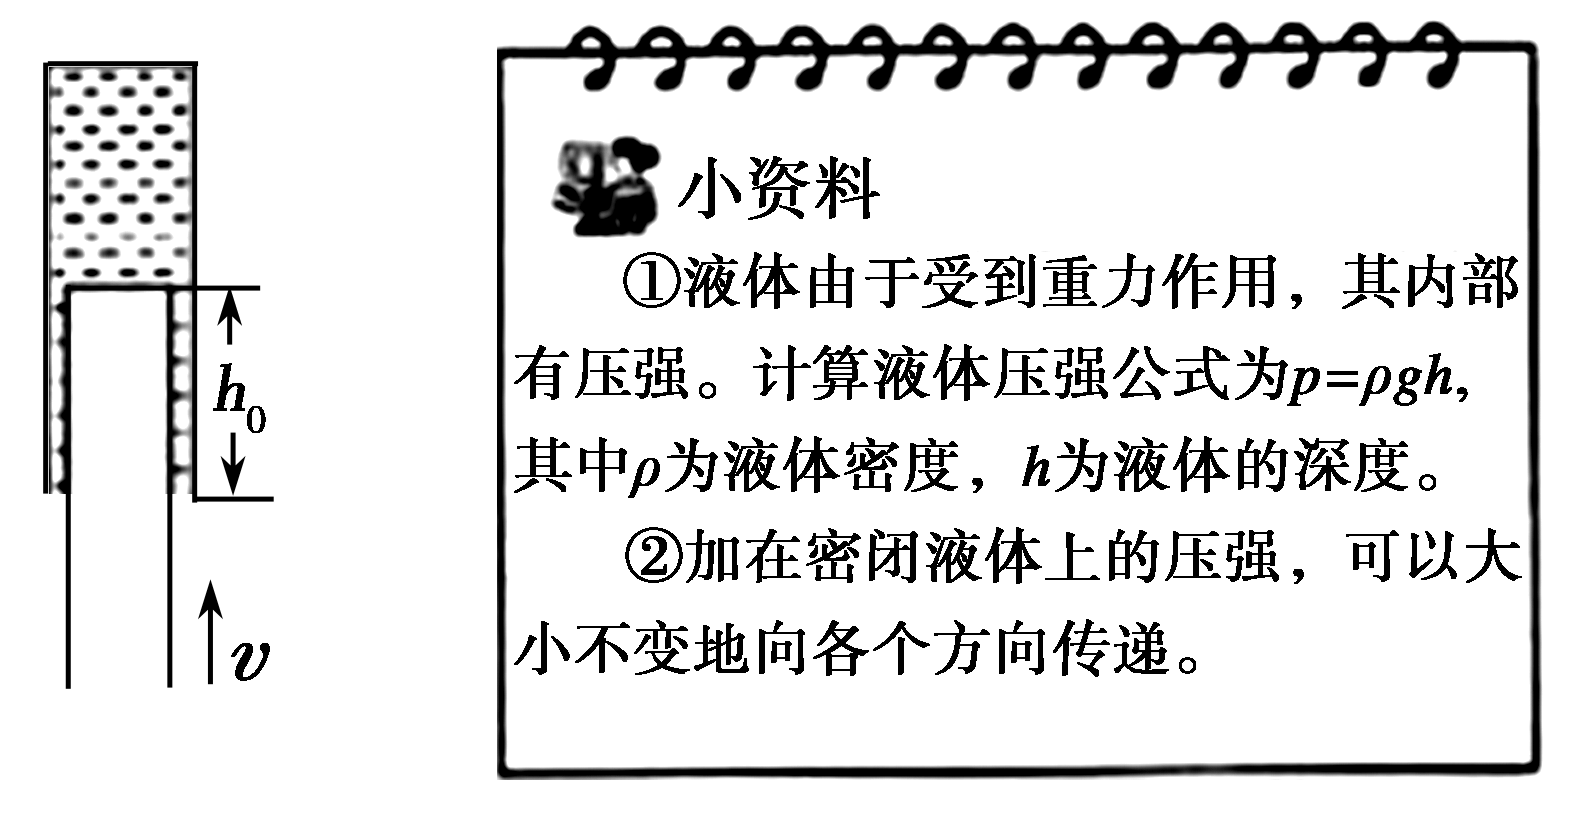 h₀
v
小资料
①液体由于受到重力作用，其内部
有压强。计算液体压强公式为p=ρgh,
其中ρ为液体密度，h为液体的深度。
②加在密闭液体上的压强，可以大
小不变地向各个方向传递。